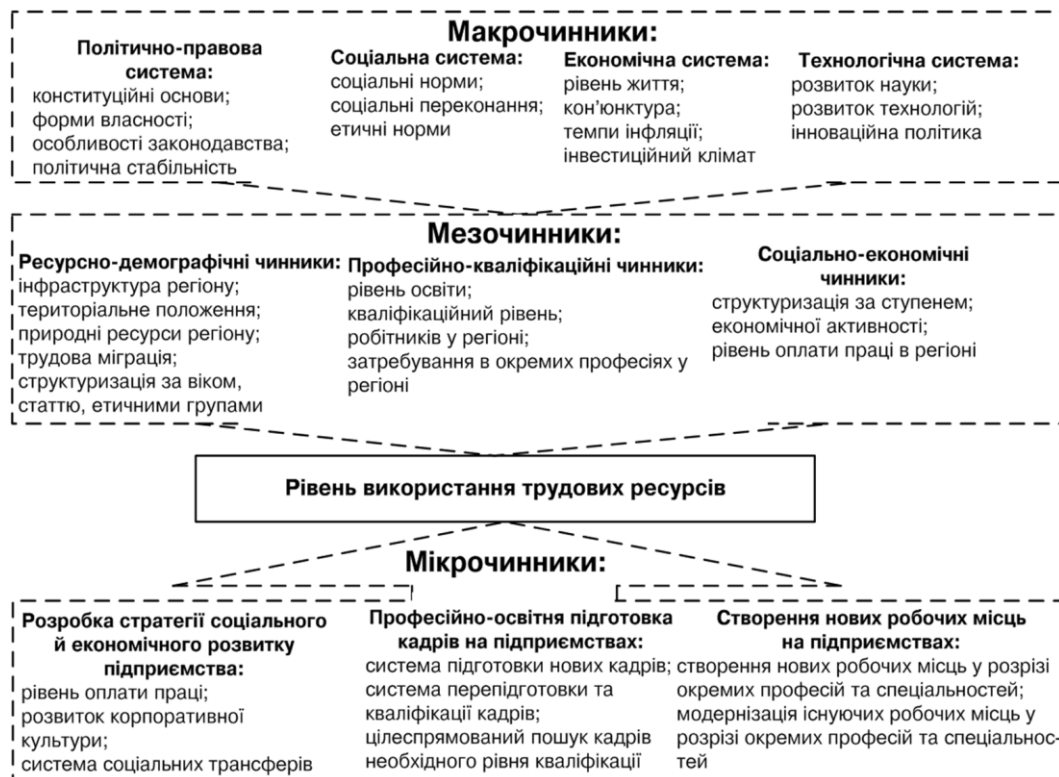 Макрочинники:
Політично-правова
система:
конституційні основи;
форми власності;
особливості законодавства;
політична стабільність
Соціальна система:
соціальні норми;
соціальні переконання;
етичні норми
Економічна система:
рівень життя;
кон’юнктура;
темпи інфляції;
інвестиційний клімат
Технологічна система:
розвиток науки;
розвиток технологій;
інноваційна політика
Мезочинники:
Ресурсно-демографічні чинники:
інфраструктура регіону;
територіальне положення;
природні ресурси регіону;
трудова міграція;
структуризація за віком,
статтю, етичними групами
Професійно-кваліфікаційні чинники:
рівень освіти;
кваліфікаційний рівень;
робітників у регіоні;
затребування в окремих професіях у
регіоні
Соціально-економічні
чинники:
структуризація за ступенем;
економічної активності;
рівень оплати праці в регіоні
Рівень використання трудових ресурсів
Мікрочинники:
Розробка стратегії соціального
й економічного розвитку
підприємства:
рівень оплати праці;
розвиток корпоративної
культури;
система соціальних трансферів
Професійно-освітня підготовка
кадрів на підприємствах:
система підготовки нових кадрів;
система перепідготовки та
кваліфікації кадрів;
цілеспрямований пошук кадрів
необхідного рівня кваліфікації
Створення нових робочих місць
на підприємствах:
створення нових робочих місць у розрізі
окремих професій та спеціальностей;
модернізація існуючих робочих місць у
розрізі окремих професій та спеціальнос-
тей